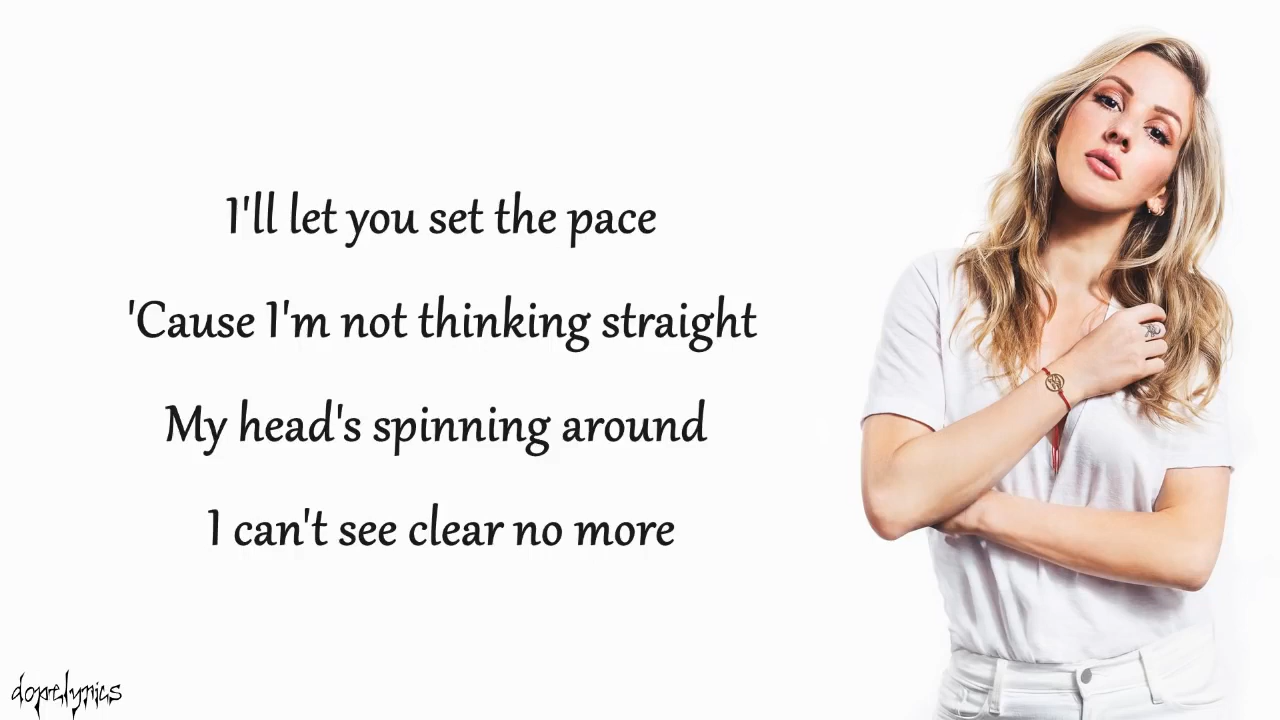 I'll let you set the pace
'Cause I'm not thinking straight
My head's spinning around
I can't see clear no more
dopelyrics